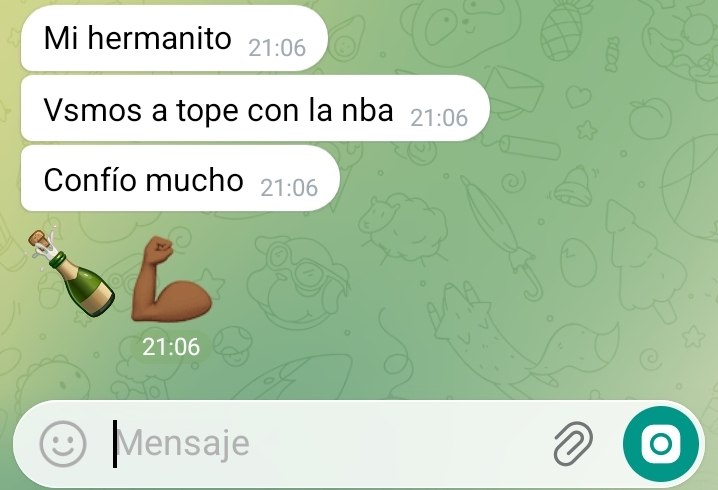 Mi hermanito 21:06
Vsmos a tope con la nba 21:06
Confío mucho 21:06
21:06
Mensaje